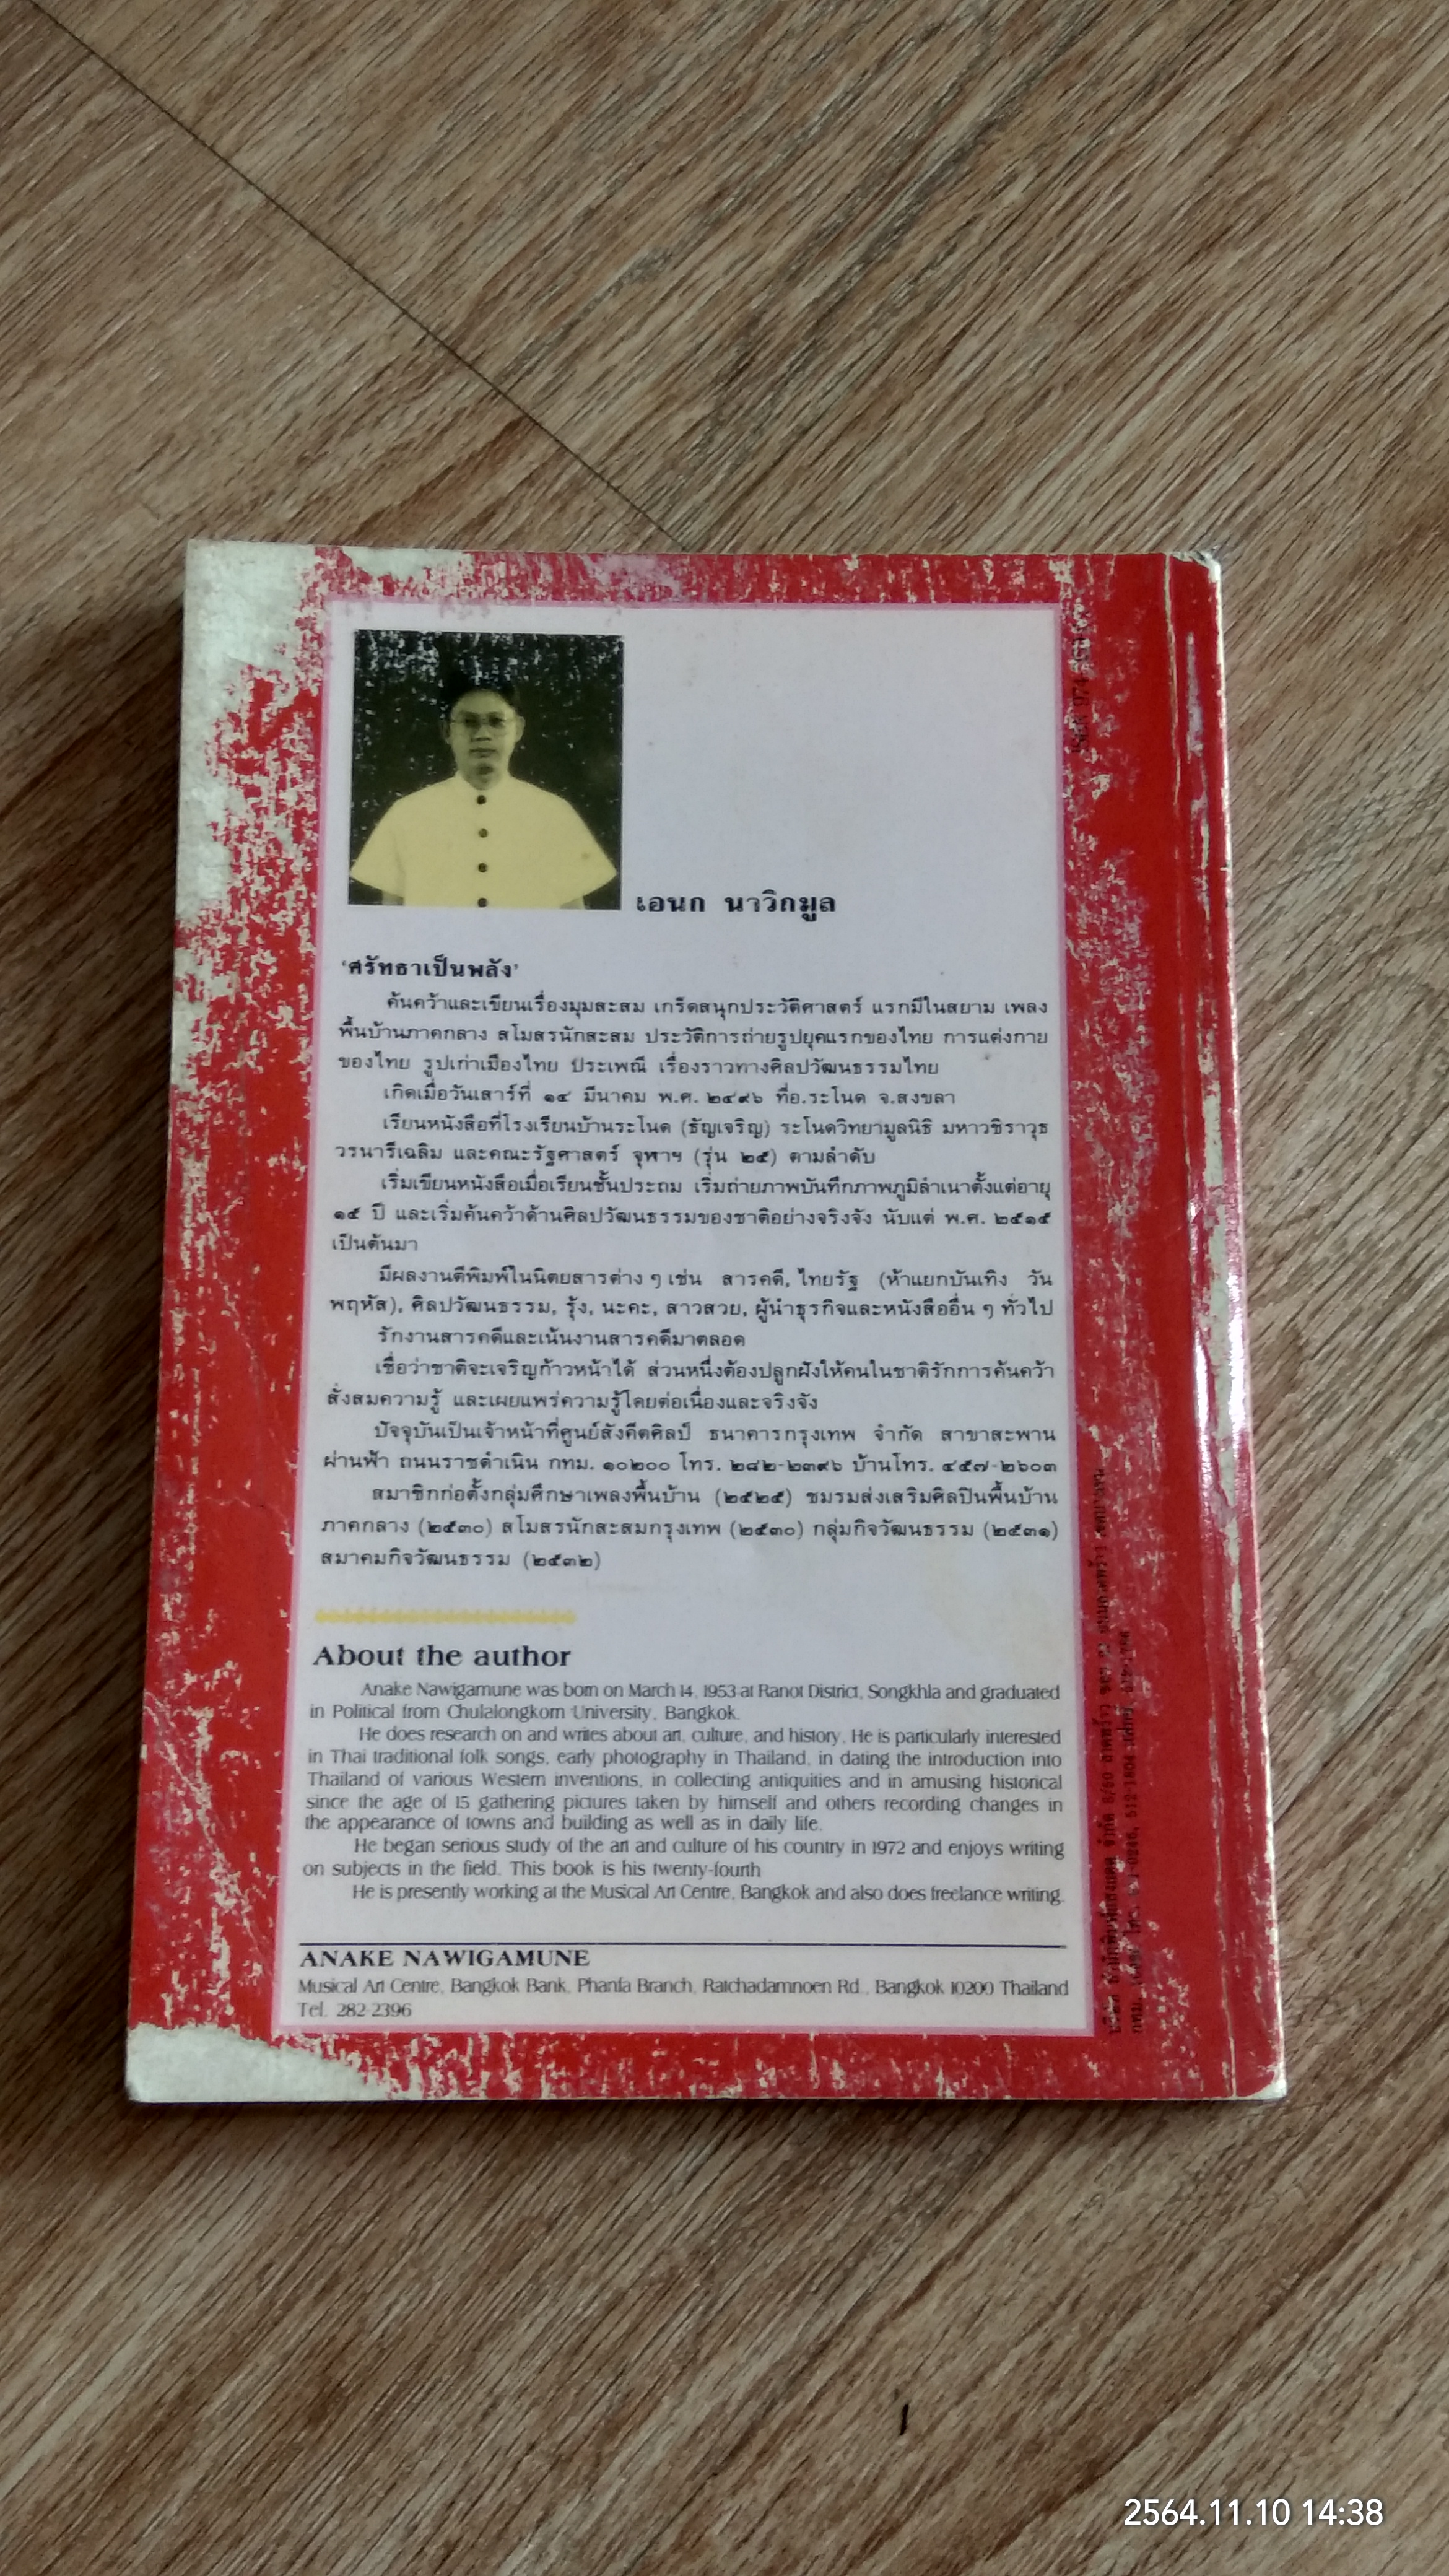 เอนก นาวิกมูล
'ศรัทธาเป็นพลัง'
ค้นคว้าและเขียนเรื่องมุมสะสม เกร็ดสนุกประวัติศาสตร์ แรกมีในสยาม เพลง
พื้นบ้านภาคกลาง สโมสรนักสะสม ประวัติการถ่ายรูปยุคแรกของไทย การแต่งกาย
ของไทย รูปเก่าเมืองไทย ประเพณี เรื่องราวทางศิลปวัฒนธรรมไทย
เกิดเมื่อวันเสาร์ที่ ๑๔ มีนาคม พ.ศ. ๒๔๙๖ ที่อ.ระโนด จ.สงขลา
เรียนหนังสือที่โรงเรียนบ้านระโนด (ธัญเจริญ) ระโนดวิทยามูลนิธิ มหาวชิราวุธ
วรนารีเฉลิม และคณะรัฐศาสตร์ จุฬาฯ (รุ่น ๒๕) ตามลำดับ
เริ่มเขียนหนังสือเมื่อเรียนชั้นประถม เริ่มถ่ายภาพบันทึกภาพภูมิลำเนาตั้งแต่อายุ
๑๕ ปี และเริ่มค้นคว้าด้านศิลปวัฒนธรรมของชาติอย่างจริงจัง นับแต่ พ.ศ. ๒๕๑๕
เป็นต้นมา
มีผลงานตีพิมพ์ในนิตยสารต่าง ๆ เช่น สารคดี, ไทยรัฐ (ห้าแยกบันเทิง วัน
พฤหัส), ศิลปวัฒนธรรม, รุ้ง, นะคะ, สาวสวย, ผู้นำธุรกิจและหนังสืออื่น ๆ ทั่วไป
รักงานสารคดีและเน้นงานสารคดีมาตลอด
เชื่อว่าชาติจะเจริญก้าวหน้าได้ ส่วนหนึ่งต้องปลูกฝังให้คนในชาติรักการค้นคว้า
สั่งสมความรู้ และเผยแพร่ความรู้โดยต่อเนื่องและจริงจัง
ปัจจุบันเป็นเจ้าหน้าที่ศูนย์สังคีตศิลป์ ธนาคารกรุงเทพ จำกัด สาขาสะพาน
ผ่านฟ้า ถนนราชดำเนิน กทม. ๑๐๒๐๐ โทร. ๒๘๒-๒๓๙๖ บ้านโทร. ๔๕๗-๒๖๐๓
สมาชิกก่อตั้งกลุ่มศึกษาเพลงพื้นบ้าน (๒๕๒๕) ชมรมส่งเสริมศิลปินพื้นบ้าน
ภาคกลาง (๒๕๓๐) สโมสรนักสะสมกรุงเทพ (๒๕๓๐) กลุ่มกิจวัฒนธรรม (๒๕๓๑)
สมาคมกิจวัฒนธรรม (๒๕๓๒)
About the author
Anake Nawigamune was born on March 14, 1953 at Ranot District, Songkhla and graduated
in Political from Chulalongkorn University, Bangkok.
He does research on and writes about art, culture, and history. He is particularly interested
in Thai traditional folk songs, early photography in Thailand, in dating the introduction into
Thailand of various Western inventions, in collecting antiquities and in amusing historical
since the age of 15 gathering pictures taken by himself and others recording changes in
the appearance of towns and building as well as in daily life.
He began serious study of the art and culture of his country in 1972 and enjoys writing
on subjects in the field. This book is his twenty-fourth
He is presently working at the Musical Art Centre, Bangkok and also does freelance writing.
ANAKE NAWIGAMUNE
Musical Art Centre, Bangkok Bank, Phanfa Branch, Ratchadamnoen Rd., Bangkok 10200 Thailand
Tel. 282-2396
2564.11.10 14:38